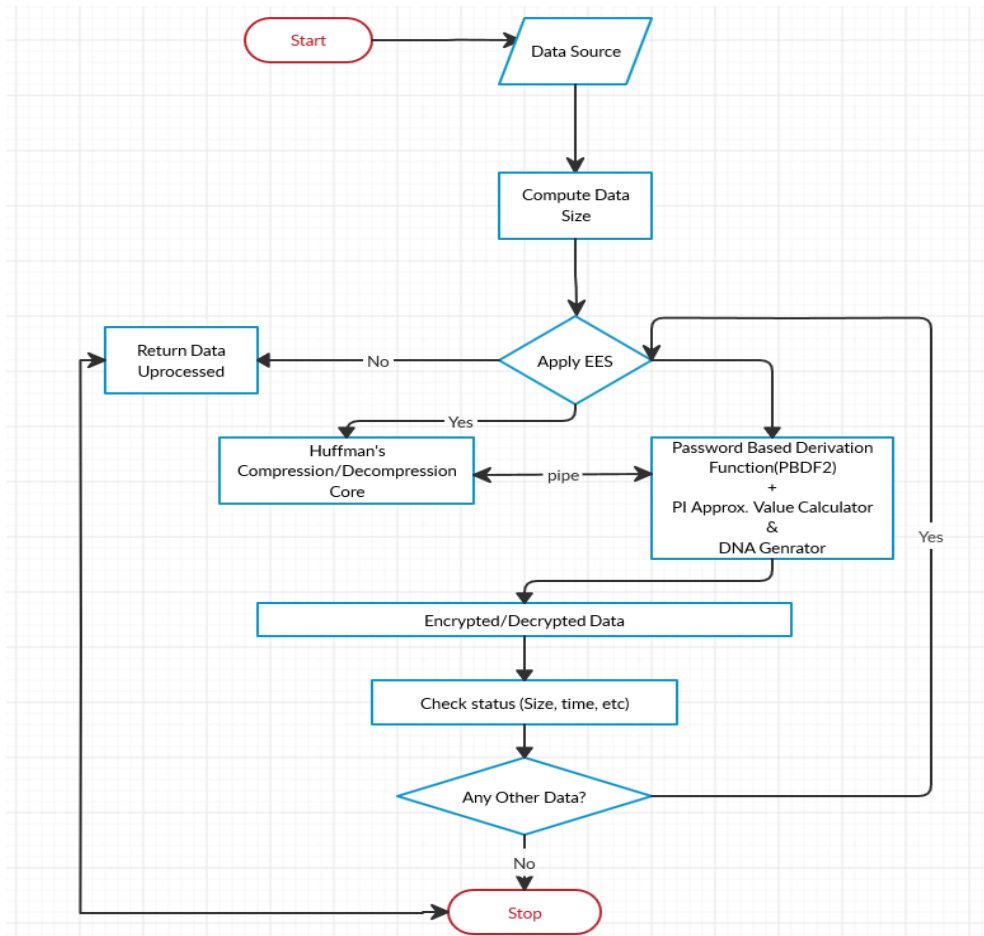 Start
Data Source
Compute Data
Size
Return Data
Uprocessed
No
Apply EES
Yes
Huffman's
Compression/Decompression
Core
pipe
Password Based Derivation
Function(PBDF2)
+
PI Approx. Value Calculator
&
DNA Genrator
Yes
Encrypted/Decrypted Data
Check status (Size, time, etc)
Any Other Data?
No
Stop